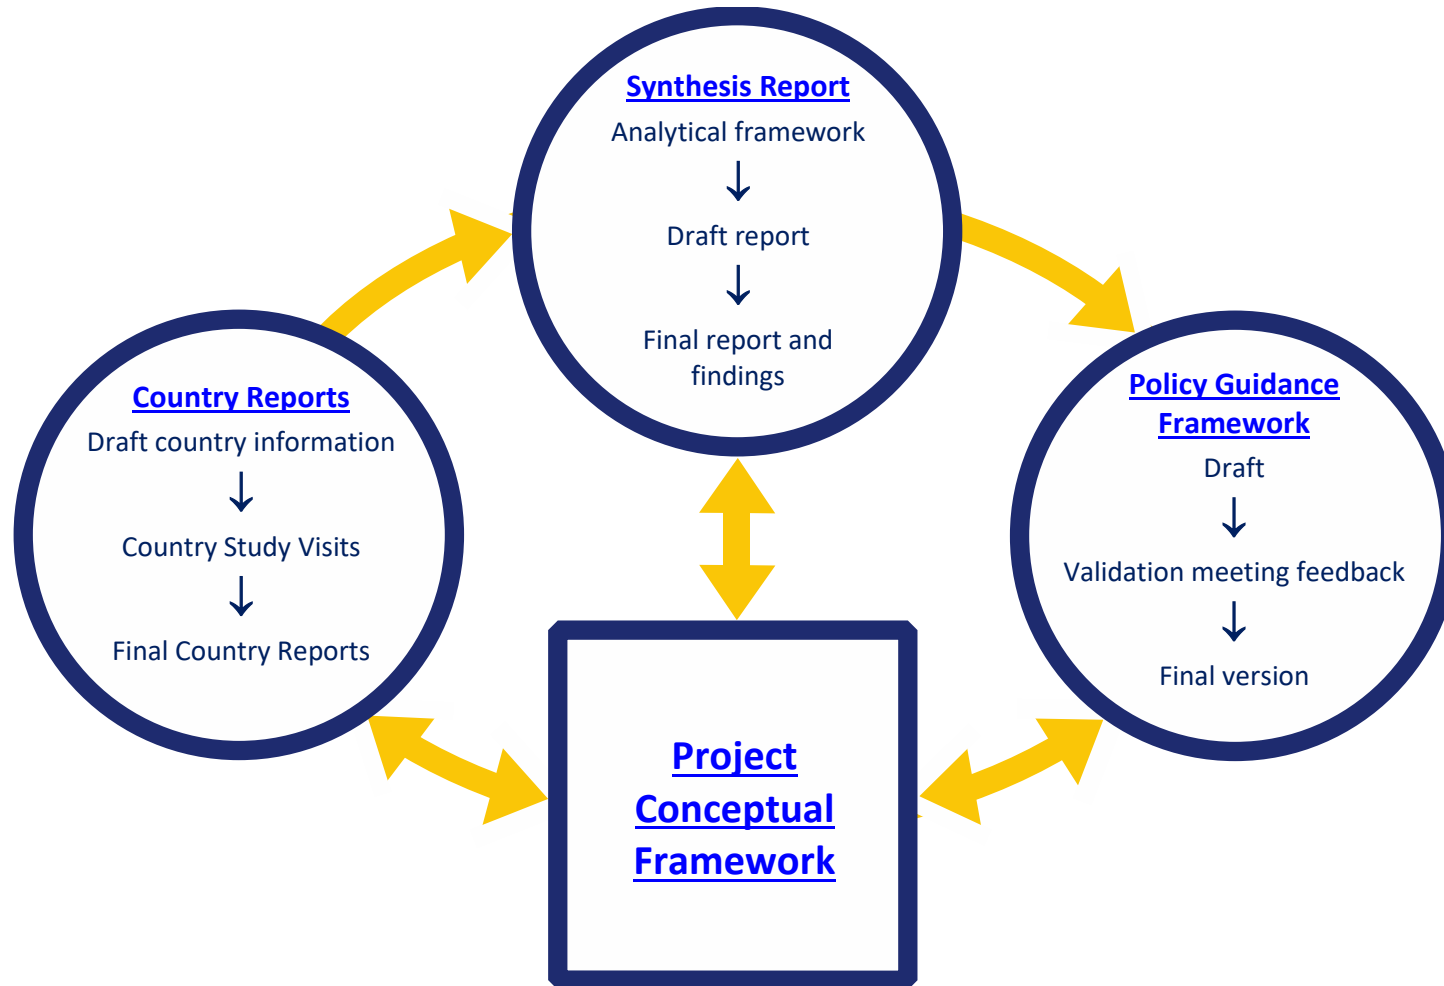 Synthesis Report
Analytical framework
Draft report
Final report and
findings
Country Reports
Draft country information
Country Study Visits
Final Country Reports
Policy Guidance
Framework
Draft
Validation meeting feedback
Final version
Project
Conceptual
Framework